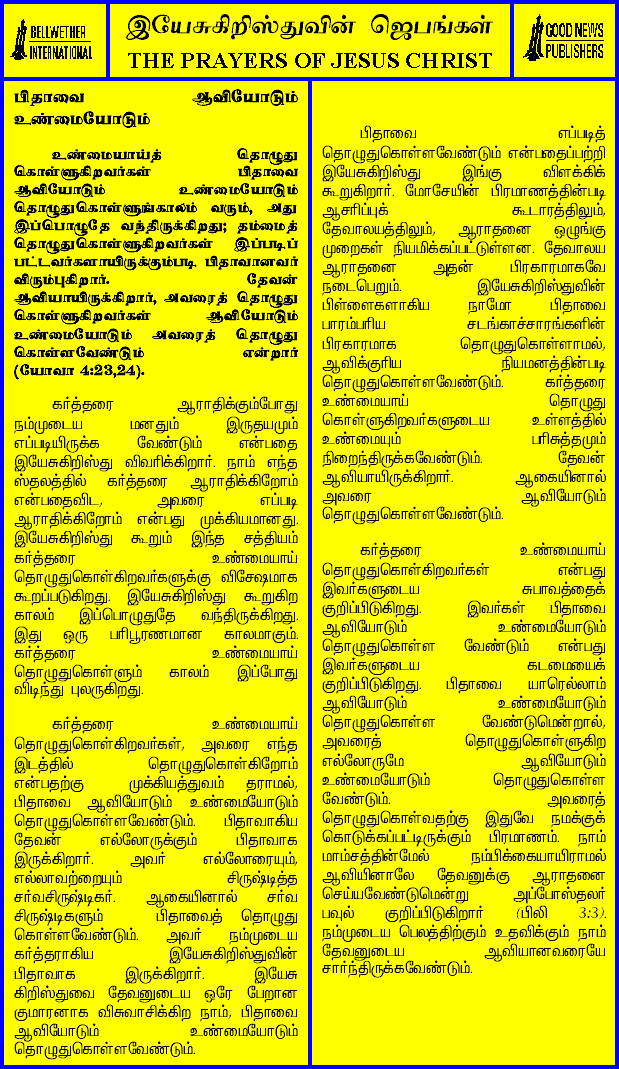 BELLWETHER
INTERNATIONAL
இயேசுகிறிஸ்துவின் ஜெபங்கள்
THE PRAYERS OF JESUS CHRIST
GOOD NEWS
PUBLISHERS
பிதாவை ஆவியோடும்
உண்மையோடும்
உண்மையாய்த் தொழுது
கொள்ளுகிறவர்கள் பிதாவை
ஆவியோடும் உண்மையோடும்
தொழுதுகொள்ளுங்காலம் வரும், அது
இப்பொழுதே வந்திருக்கிறது; தம்மைத்
தொழுதுகொள்ளுகிறவர்கள் இப்படிப்
பட்டவர்களாயிருக்கும்படி பிதாவானவர்
விரும்புகிறார். தேவன்
ஆவியாயிருக்கிறார், அவரைத் தொழுது
கொள்ளுகிறவர்கள் ஆவியோடும்
உண்மையோடும் அவரைத் தொழுது
கொள்ளவேண்டும் என்றார்
(யோவா 4:23,24).
கர்த்தரை ஆராதிக்கும்போது
நம்முடைய மனதும் இருதயமும்
எப்படியிருக்க வேண்டும் என்பதை
இயேசுகிறிஸ்து விவரிக்கிறார். நாம் எந்த
ஸ்தலத்தில் கர்த்தரை ஆராதிக்கிறோம்
என்பதைவிட, அவரை எப்படி
ஆராதிக்கிறோம் என்பது முக்கியமானது.
இயேசுகிறிஸ்து கூறும் இந்த சத்தியம்
கர்த்தரை உண்மையாய்
தொழுதுகொள்கிறவர்களுக்கு விசேஷமாக
கூறப்படுகிறது. இயேசுகிறிஸ்து கூறுகிற
காலம் இப்பொழுதுதே வந்திருக்கிறது.
இது ஒரு பரிபூரணமான காலமாகும்.
கர்த்தரை உண்மையாய்
தொழுதுகொள்ளும் காலம் இப்போது
விடிந்து புலருகிறது.
கர்த்தரை உண்மையாய்
தொழுதுகொள்கிறவர்கள், அவரை எந்த
இடத்தில் தொழுதுகொள்கிறோம்
என்பதற்கு முக்கியத்துவம் தராமல்,
பிதாவை ஆவியோடும் உண்மையோடும்
தொழுதுகொள்ளவேண்டும். பிதாவாகிய
தேவன் எல்லோருக்கும் பிதாவாக
இருக்கிறார். அவர் எல்லோரையும்,
எல்லாவற்றையும் சிருஷ்டித்த
சர்வசிருஷ்டிகர். ஆகையினால் சர்வ
சிருஷ்டிகளும் பிதாவைத் தொழுது
கொள்ளவேண்டும். அவர் நம்முடைய
கர்த்தராகிய இயேசுகிறிஸ்துவின்
பிதாவாக இருக்கிறார். இயேசு
கிறிஸ்துவை தேவனுடைய ஒரே பேறான
குமாரனாக விசுவாசிக்கிற நாம், பிதாவை
ஆவியோடும் உண்மையோடும்
தொழுதுகொள்ளவேண்டும்.
பிதாவை எப்படித்
தொழுதுகொள்ளவேண்டும் என்பதைப்பற்றி
இயேசுகிறிஸ்து இங்கு விளக்கிக்
கூறுகிறார். மோசேயின் பிரமாணத்தின்படி
ஆசரிப்புக் கூடாரத்திலும்,
தேவாலயத்திலும், ஆராதனை ஒழுங்கு
முறைகள் நியமிக்கப்பட்டுள்ளன. தேவாலய
ஆராதனை அதன் பிரகாரமாகவே
நடைபெறும். இயேசுகிறிஸ்துவின்
பிள்ளைகளாகிய நாமோ பிதாவை
பாரம்பரிய சடங்காச்சாரங்களின்
பிரகாரமாக தொழுதுகொள்ளாமல்,
ஆவிக்குரிய நியமனத்தின்படி
தொழுதுகொள்ளவேண்டும். கர்த்தரை
உண்மையாய் தொழுது
கொள்ளுகிறவர்களுடைய உள்ளத்தில்
உண்மையும் பரிசுத்தமும்
நிறைந்திருக்கவேண்டும். தேவன்
ஆவியாயிருக்கிறார். ஆகையினால்
அவரை ஆவியோடும்
தொழுதுகொள்ளவேண்டும்.
கர்த்தரை உண்மையாய்
தொழுதுகொள்கிறவர்கள் என்பது
இவர்களுடைய சுபாவத்தைக்
குறிப்பிடுகிறது. இவர்கள் பிதாவை
ஆவியோடும் உண்மையோடும்
தொழுதுகொள்ள வேண்டும் என்பது
இவர்களுடைய கடமையைக்
குறிப்பிடுகிறது. பிதாவை யாரெல்லாம்
ஆவியோடும் உண்மையோடும்
தொழுதுகொள்ள வேண்டுமென்றால்,
அவரைத் தொழுதுகொள்ளுகிற
எல்லோருமே ஆவியோடும்
உண்மையோடும் தொழுதுகொள்ள
வேண்டும். அவரைத்
தொழுதுகொள்வதற்கு இதுவே நமக்குக்
கொடுக்கப்பட்டிருக்கும் பிரமாணம். நாம்
மாம்சத்தின்மேல் நம்பிக்கையாயிராமல்
ஆவியினாலே தேவனுக்கு ஆராதனை
செய்யவேண்டுமென்று அப்போஸ்தலர்
பவுல் குறிப்பிடுகிறார் (பிலி 3:3).
நம்முடைய பெலத்திற்கும் உதவிக்கும் நாம்
தேவனுடைய ஆவியானவரையே
சார்ந்திருக்கவேண்டும்.